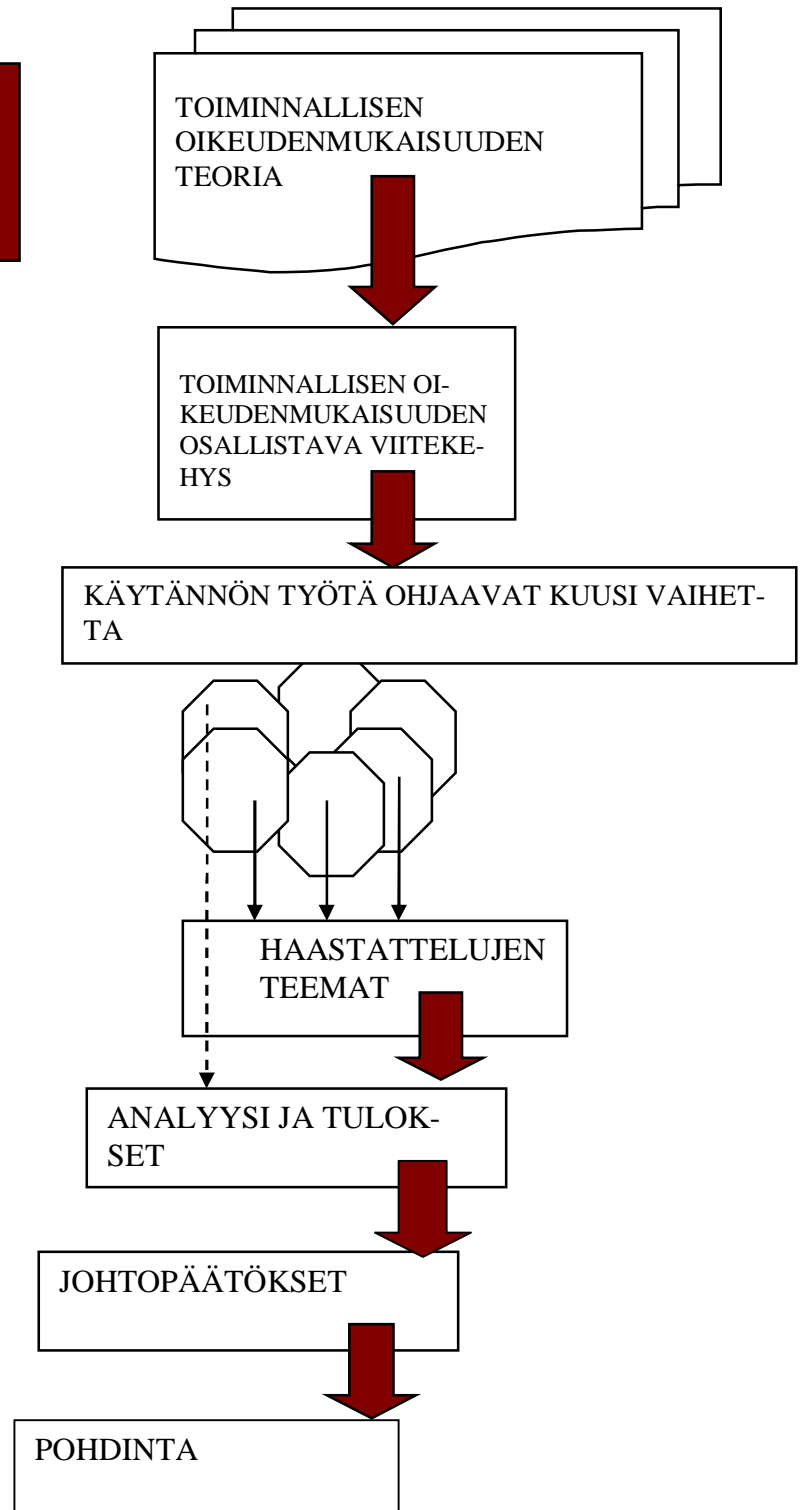 TOIMINNALLISEN
OIKEUDENMUKAISUUDEN
TEORIA
TOIMINNALLISEN OI-
KEUDENMUKAISUUDEN
OSALLISTAVA VIITEKE-
HYS
KÄYTÄNNÖN TYÖTÄ OHJAAVAT KUUSI VAIHET-
TA
HAASTATTELUJEN
TEEMAT
ANALYYSI JA TULOK-
SET
JOHTOPÄÄTÖKSET
POHDINTA